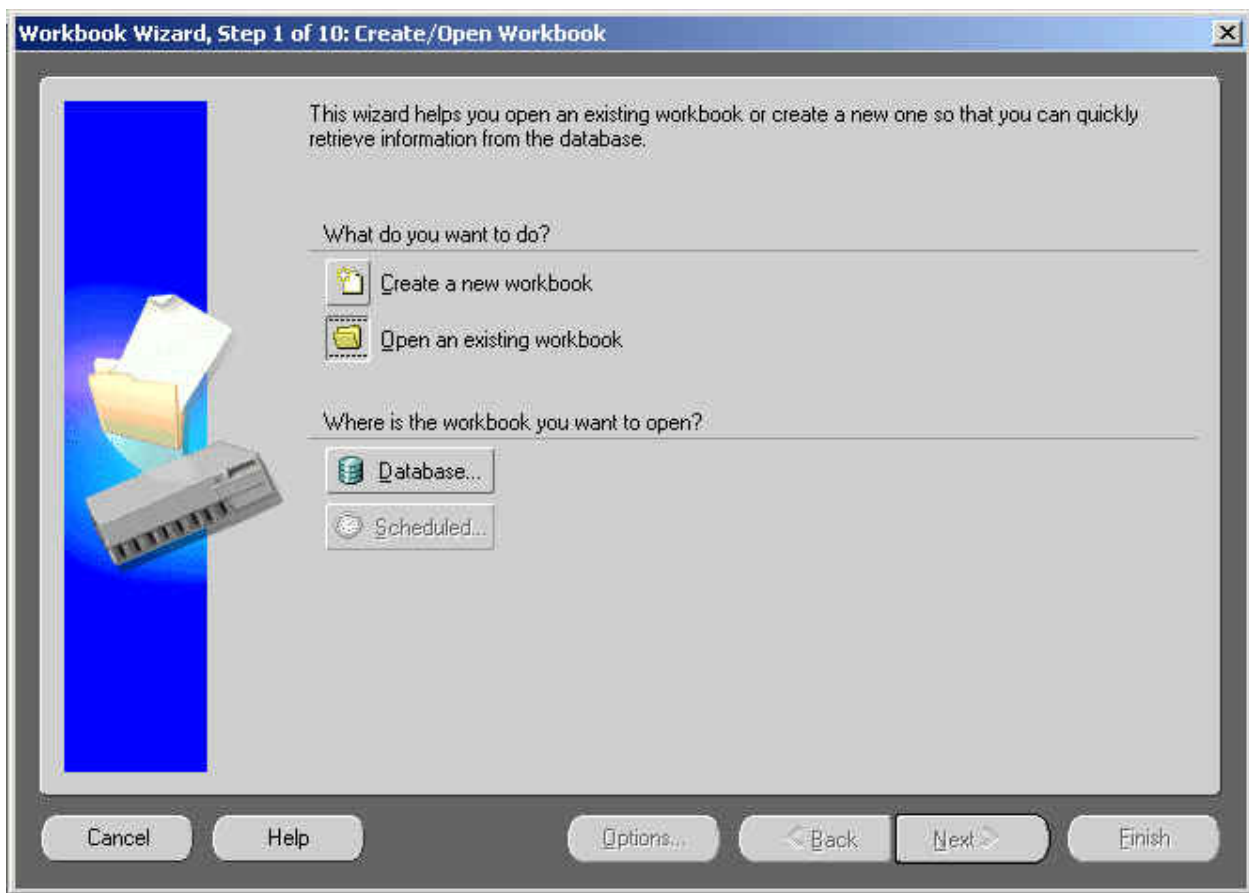 Workbook Wizard, Step 1 of 10: Create/Open Workbook
This wizard helps you open an existing workbook or create a new one so that you can quickly
retrieve information from the database.
What do you want to do?
Create a new workbook
Open an existing workbook
Where is the workbook you want to open?
Database...
Scheduled...
Cancel
Help
Options...
< Back
Next >
Finish